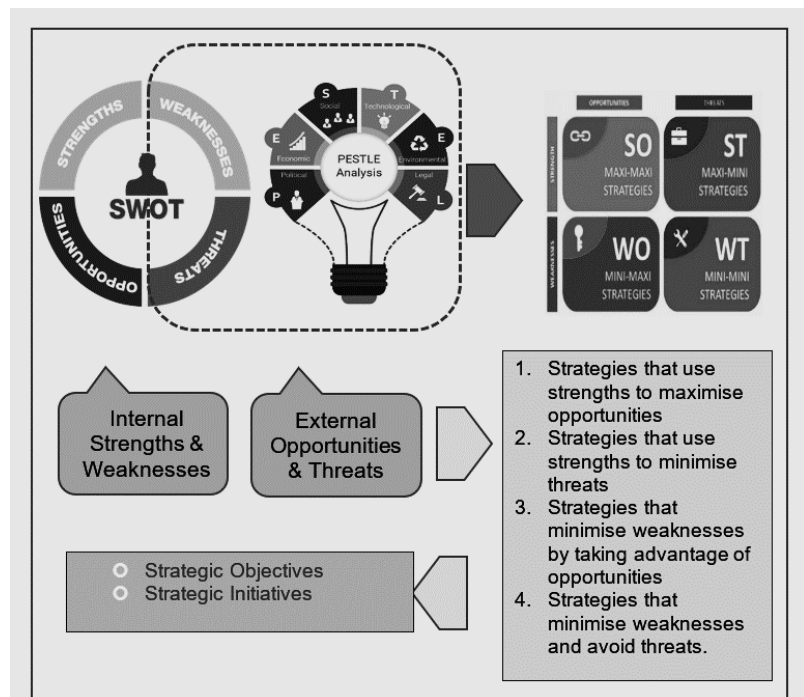 STRENGTHS
WEAKNESSES
OPPORTUNITIES
THREATS
SWOT
S
Social
T
Technological
E
Economic
E
Environmental
P
Political
L
Legal
PESTLE
Analysis
OPPORTUNITIES
THREATS
STRENGTH
WEAKNESSES
SO
MAXI-MAXI
STRATEGIES
ST
MAXI-MINI
STRATEGIES
WO
MINI-MAXI
STRATEGIES
WT
MINI-MINI
STRATEGIES
Internal
Strengths &
Weaknesses
External
Opportunities
& Threats
1. Strategies that use
strengths to maximise
opportunities
2. Strategies that use
strengths to minimise
threats
3. Strategies that
minimise weaknesses
by taking advantage of
opportunities
4. Strategies that
minimise weaknesses
and avoid threats.
Strategic Objectives
Strategic Initiatives